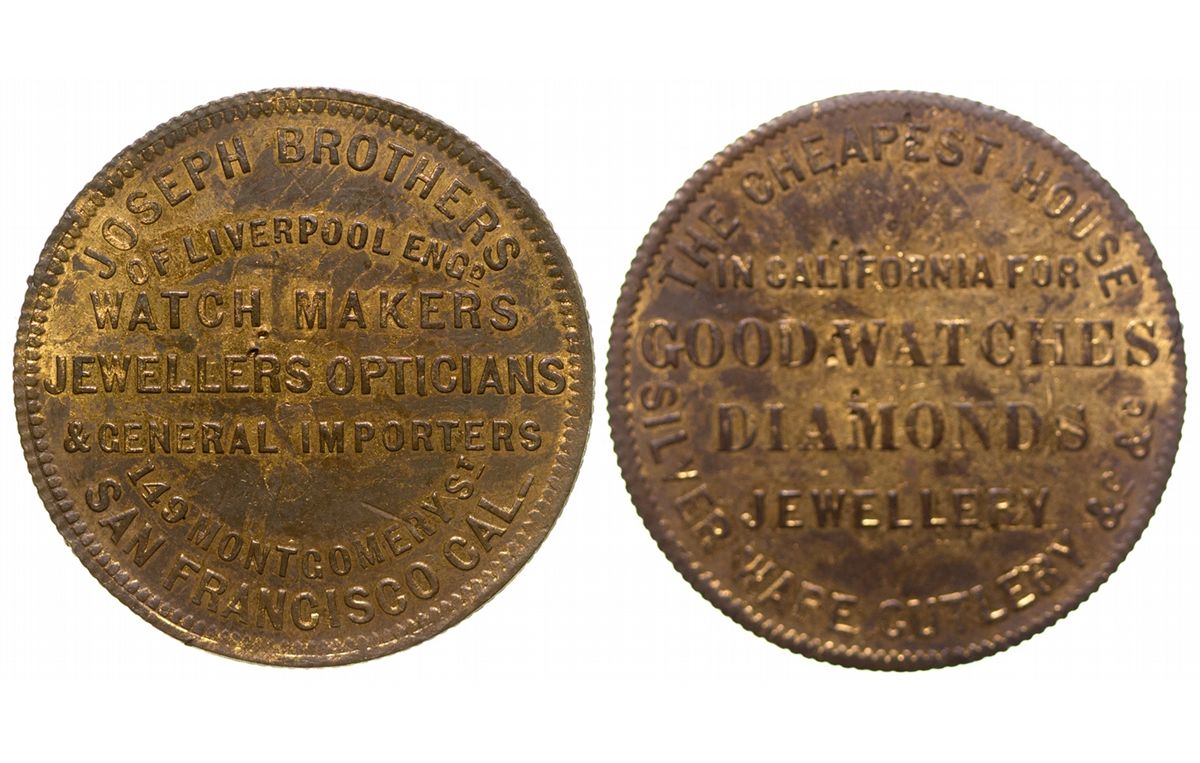 JOSEPH BROTHERS
OF LIVERPOOL ENGD
WATCH MAKERS
JEWELLERS OPTICIANS
& GENERAL IMPORTERS
149 MONTGOMERY ST
SAN FRANCISCO CAL
THE CHEAPEST HOUSE
IN CALIFORNIA FOR
GOOD WATCHES
DIAMONDS
JEWELLERY
SILVER WARE CUTLERY &c &c